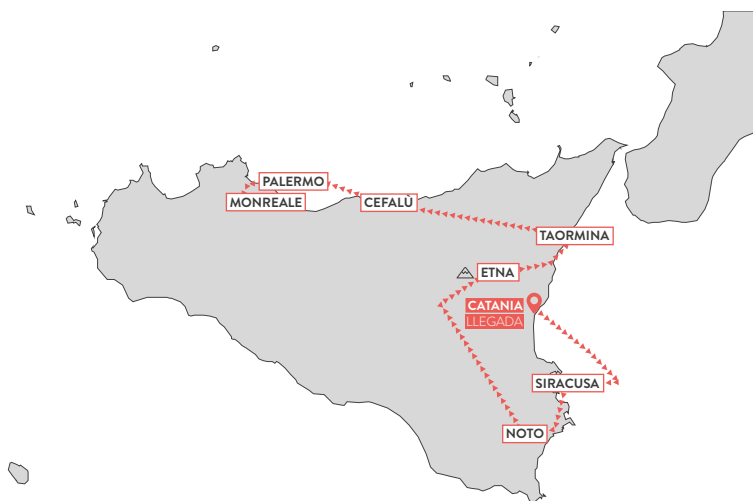 PALERMO
MONREALE
CEFALÙ
TAORMINA
ETNA
CATANIA
LLEGADA
SIRACUSA
NOTO